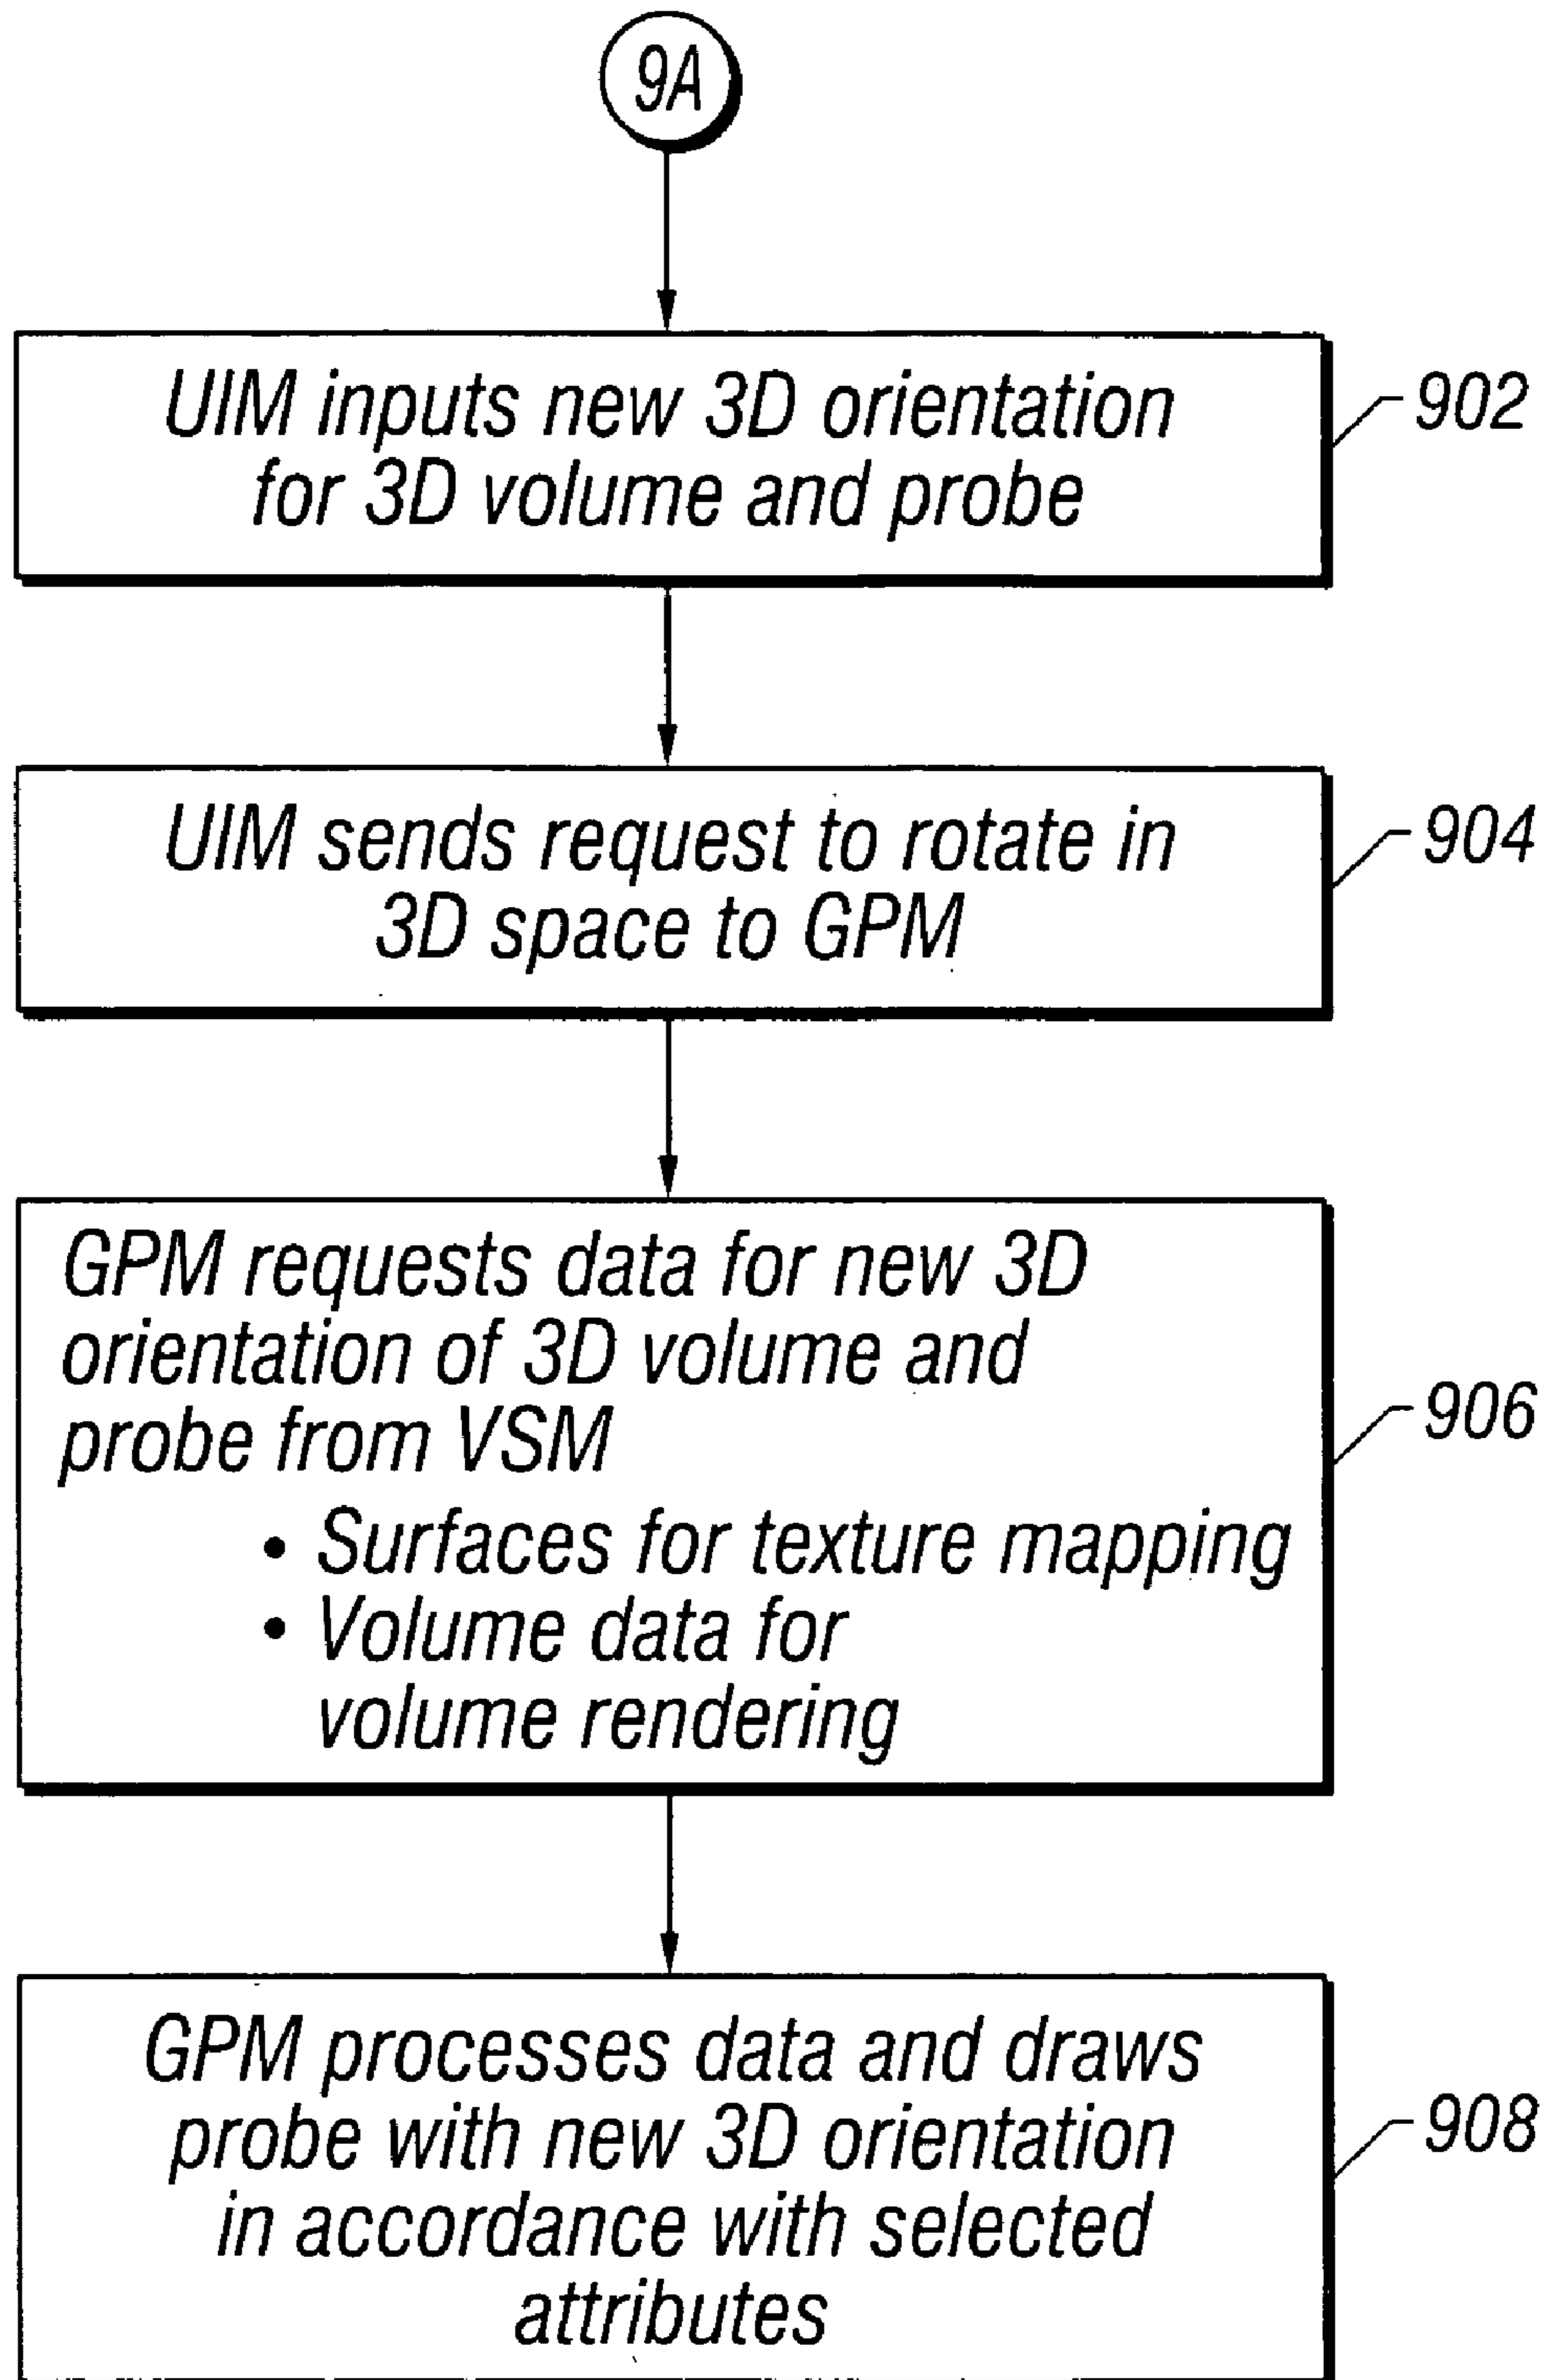 9A
UIM inputs new 3D orientation
for 3D volume and probe
902
UIM sends request to rotate in
3D space to GPM
904
GPM requests data for new 3D
orientation of 3D volume and
probe from VSM
• Surfaces for texture mapping
• Volume data for
volume rendering
906
GPM processes data and draws
probe with new 3D orientation
in accordance with selected
attributes
908